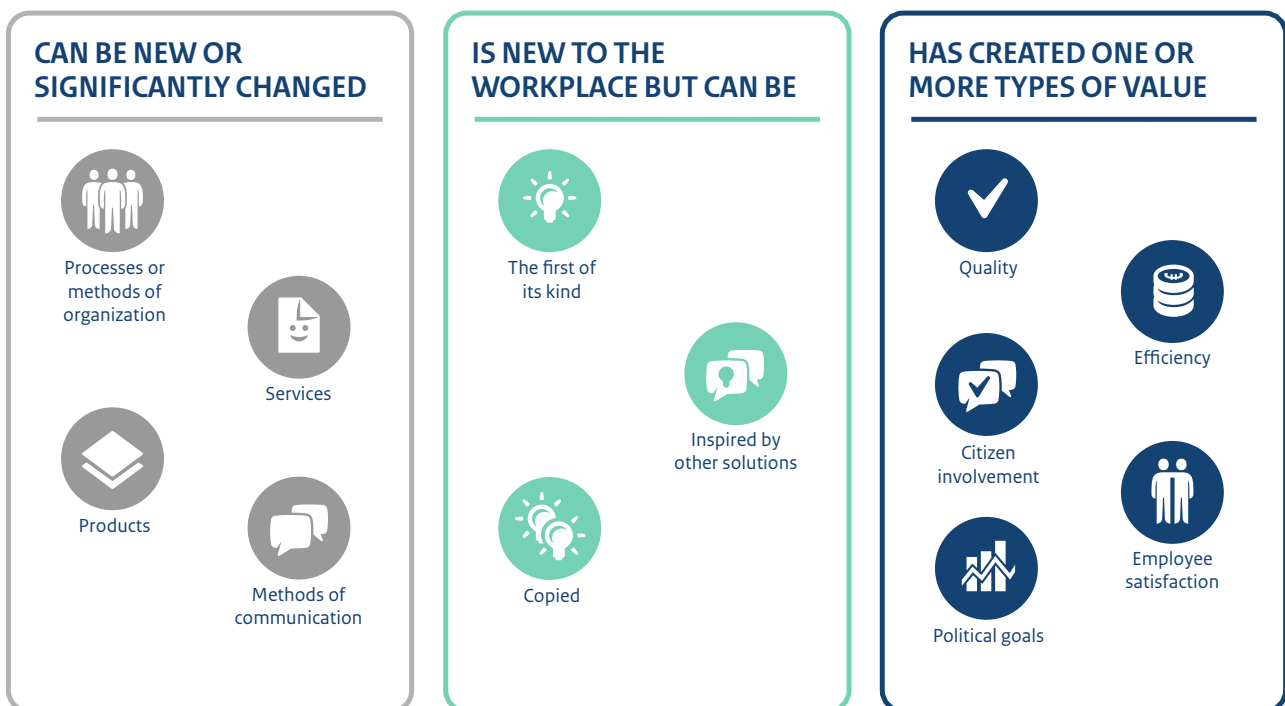 CAN BE NEW OR
SIGNIFICANTLY CHANGED
Processes or
methods of
organization
Services
Products
Methods of
communication
IS NEW TO THE
WORKPLACE BUT CAN BE
The first of
its kind
Inspired by
other solutions
Copied
HAS CREATED ONE OR
MORE TYPES OF VALUE
Quality
Efficiency
Citizen
involvement
Employee
satisfaction
Political goals